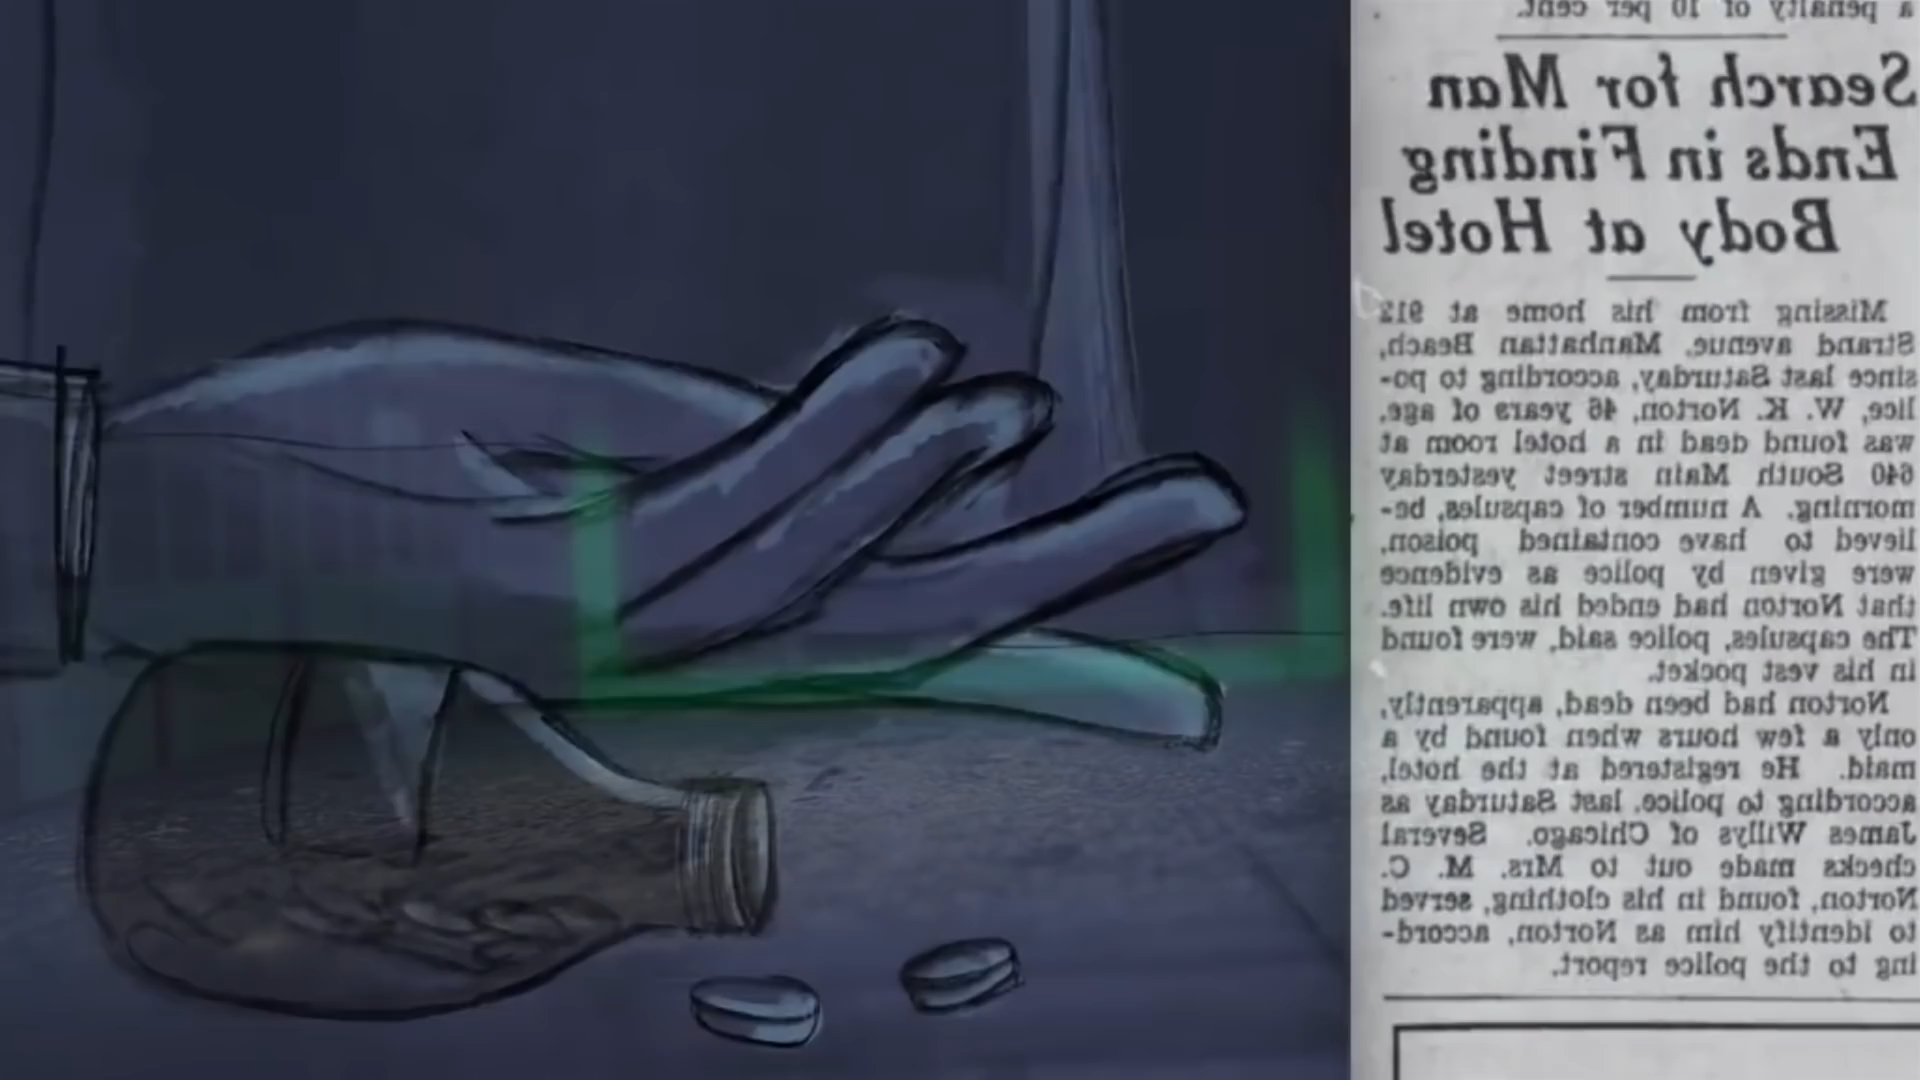 a penalty of 10 per cent.
Search for Man
Ends in Finding
Body at Hotel
Missing from his home at 912
Strand avenue, Manhattan Beach,
since last Saturday, according to po-
lice, W. K. Norton, 46 years of age,
was found dead in a hotel room at
640 South Main street yesterday
morning. A number of capsules, be-
lieved to have contained poison,
were given by police as evidence
that Norton had ended his own life.
The capsules, police said, were found
in his vest pocket.
Norton had been dead, apparently,
only a few hours when found by a
maid. He registered at the hotel,
according to police, last Saturday as
James Willys of Chicago. Several
checks made out to Mrs. M. C.
Norton, found in his clothing, served
to identify him as Norton, accord-
ing to the police report.